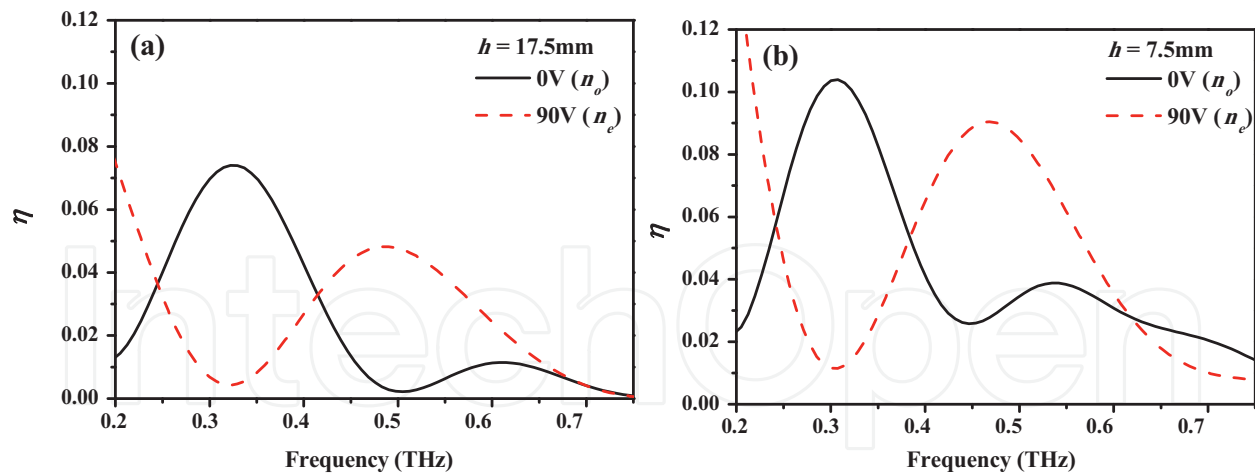 (a)
h = 17.5mm
0V (nₒ)
90V (nₑ)
0.12
0.10
0.08
0.06
0.04
0.02
0.00
η
0.2 0.3 0.4 0.5 0.6 0.7
Frequency (THz)
(b)
h = 7.5mm
0V (nₒ)
90V (nₑ)
0.12
0.10
0.08
0.06
0.04
0.02
0.00
η
0.2 0.3 0.4 0.5 0.6 0.7
Frequency (THz)
IntechOpen